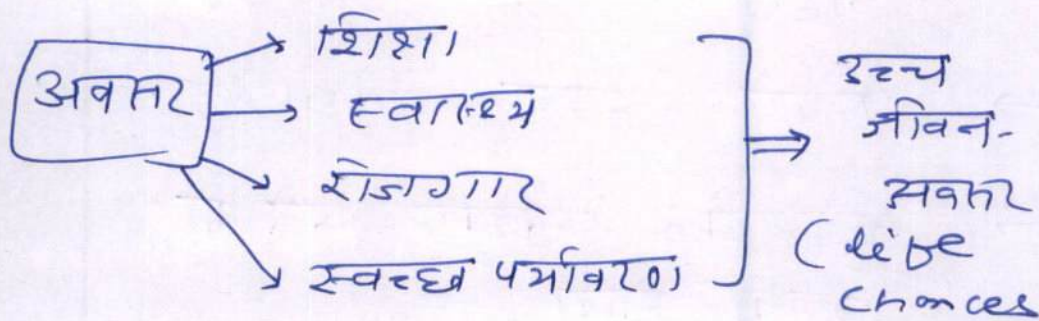 अवसर
शिक्षा
स्वास्थ्य
रोजगार
स्वच्छ पर्यावरण
उच्च
जीवन-
अवसर
(life
chances